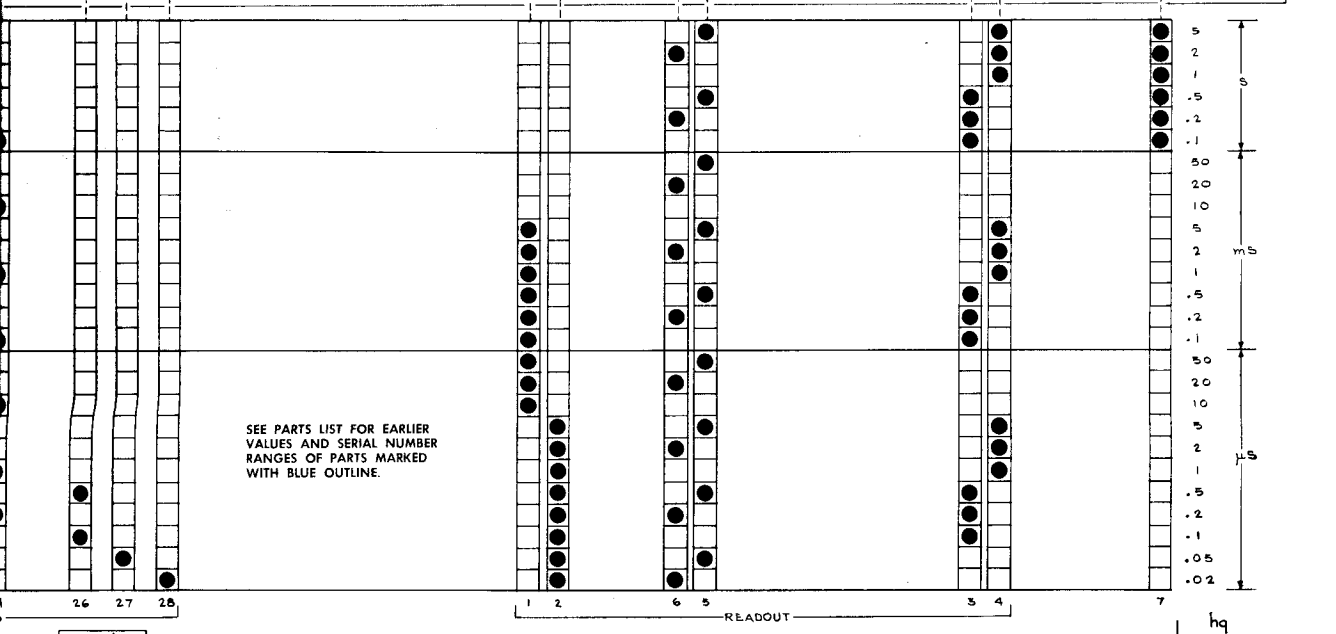 5
2
1
.5
.2
.1
S
50
20
10
5
2
1
.5
.2
.1
mS
50
20
10
5
2
1
.5
.2
.1
.05
.02
μS
SEE PARTS LIST FOR EARLIER
VALUES AND SERIAL NUMBER
RANGES OF PARTS MARKED
WITH BLUE OUTLINE.
26 27 28 1 2 6 5 3 4 7
READOUT
hq